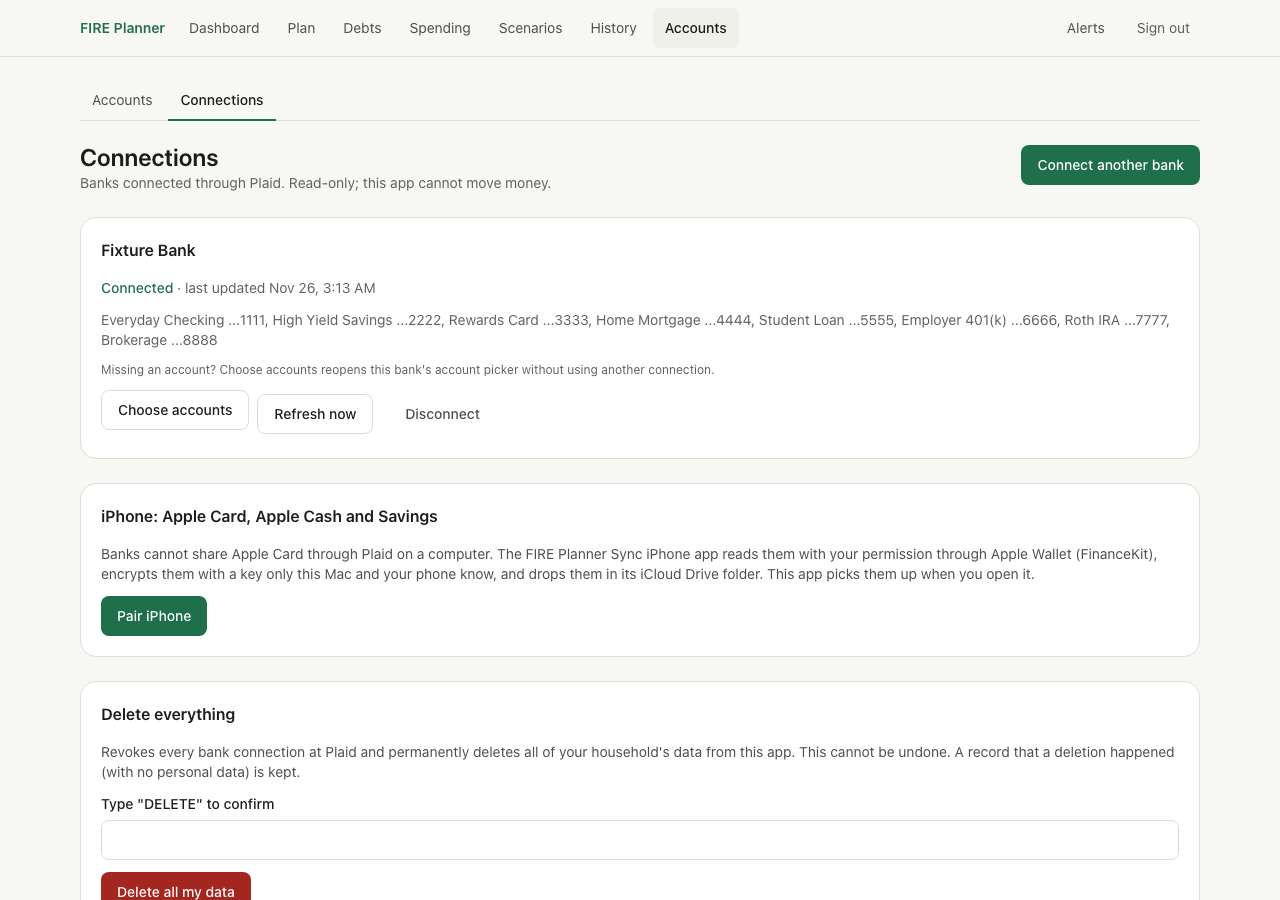 FIRE Planner Dashboard Plan Debts Spending Scenarios History Accounts Alerts Sign out
Accounts Connections
Connections
Connect another bank
Banks connected through Plaid. Read-only; this app cannot move money.
Fixture Bank
Connected · last updated Nov 26, 3:13 AM
Everyday Checking ...1111, High Yield Savings ...2222, Rewards Card ...3333, Home Mortgage ...4444, Student Loan ...5555, Employer 401(k) ...6666, Roth IRA ...7777,
Brokerage ...8888
Missing an account? Choose accounts reopens this bank's account picker without using another connection.
Choose accounts Refresh now Disconnect
iPhone: Apple Card, Apple Cash and Savings
Banks cannot share Apple Card through Plaid on a computer. The FIRE Planner Sync iPhone app reads them with your permission through Apple Wallet (FinanceKit),
encrypts them with a key only this Mac and your phone know, and drops them in its iCloud Drive folder. This app picks them up when you open it.
Pair iPhone
Delete everything
Revokes every bank connection at Plaid and permanently deletes all of your household's data from this app. This cannot be undone. A record that a deletion happened
(with no personal data) is kept.
Type "DELETE" to confirm
Delete all my data